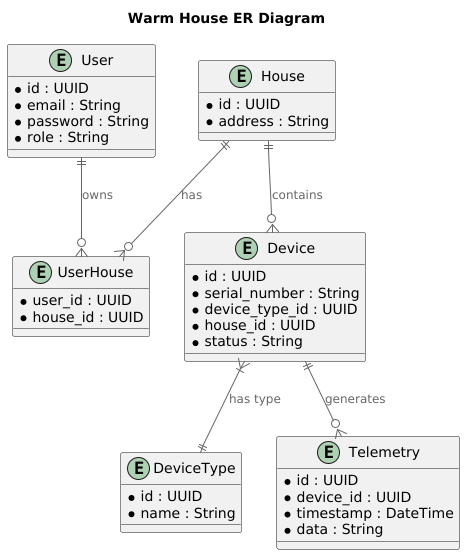 Warm House ER Diagram
E User
id : UUID
email : String
password : String
role : String
E House
id : UUID
address : String
owns
has
contains
E UserHouse
user_id : UUID
house_id : UUID
E Device
id : UUID
serial_number : String
device_type_id : UUID
house_id : UUID
status : String
has type
generates
E DeviceType
id : UUID
name : String
E Telemetry
id : UUID
device_id : UUID
timestamp : DateTime
data : String